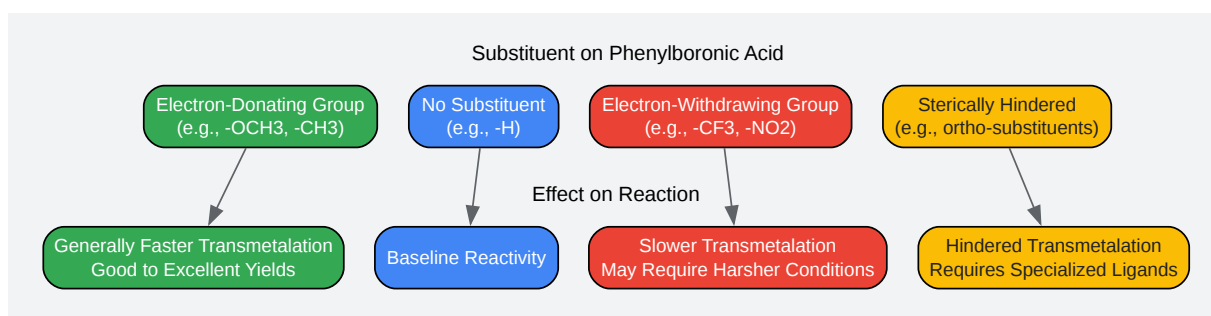 Substituent on Phenylboronic Acid
Electron-Donating Group
(e.g., -OCH3, -CH3)
No Substituent
(e.g., -H)
Electron-Withdrawing Group
(e.g., -CF3, -NO2)
Sterically Hindered
(e.g., ortho-substituents)
Effect on Reaction
Generally Faster Transmetalation
Good to Excellent Yields
Baseline Reactivity
Slower Transmetalation
May Require Harsher Conditions
Hindered Transmetalation
Requires Specialized Ligands